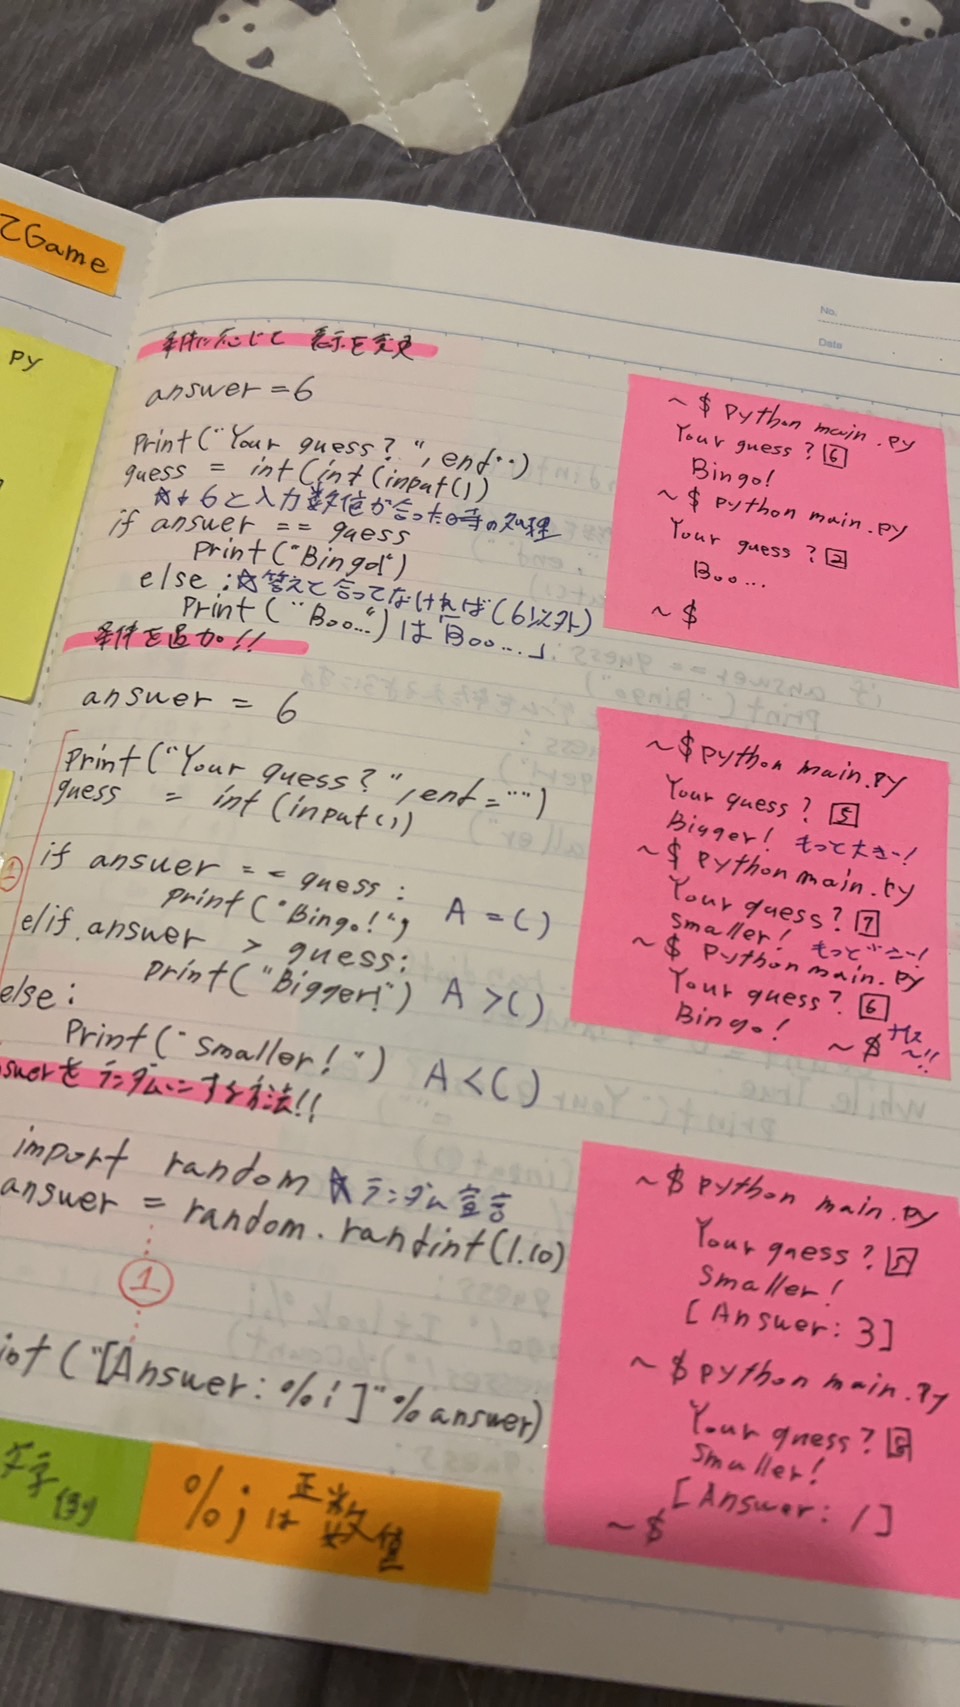 てGame
py
No.
Date
条件に応じて 表示を変更
answer = 6
Print("Your guess? ", end"")
guess = int(int(input())
☆↓6と入力数値が合った時の処理
if answer == guess
Print("Bingo!")
else : ☆答えて合ってなければ(6以外)
Print("Boo…") は「Boo…」
条件を追加!!
answer = 6
Print("Your guess? ", end = "")
guess = int(input())
①
if answer == guess :
Print("Bingo!") A = ( )
elif answer > guess:
Print("Bigger!") A > ( )
else :
Print("Smaller!") A < ( )
swerをランダムにする方法!!
import random ☆ランダム宣言
answer = random.randint(1.10)
①
int("[Answer: %i]" % answer)
文字列
%iは 正数値
~ $ Python main.py
Your guess? 6
Bingo!
~ $ Python main.py
Your guess? 2
Boo...
~ $
~ $ Python main.py
Your guess? 5
Bigger! もっと大きー!
~ $ Python main.py
Your guess? 7
Smaller! もっと
~ $ Python main.py
Your guess? 6
Bingo!
~ $
~ $ Python main.py
Your guess? 5
Smaller!
[Answer: 3]
~ $ Python main.py
Your guess?
Smaller!
[Answer: 1]
~ $